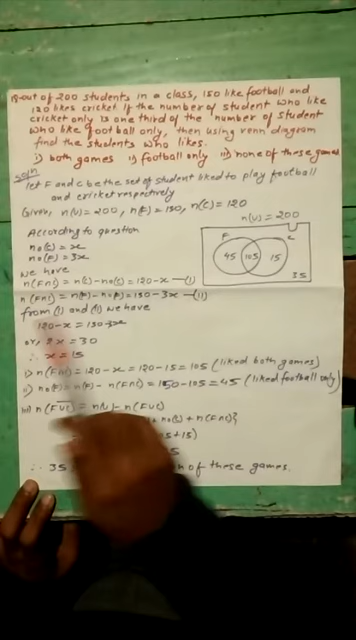 Q. out of 200 students in a class, 150 like football and
120 likes cricket If the number of student who like
cricket only is one third of the number of student
who like football only, then using venn diagram
find the students who likes.
i) both games ii) football only iii) none of these games
Soln
let F and C be the set of student liked to play football
and cricket respectively
Given, n(U) = 200, n(F) = 150, n(C) = 120
According to question
no(C) = x
no(F) = 3x
we have
n(F∩C) = n(C) - no(C) = 120 - x —(i)
n(F∩C) = n(F) - no(F) = 150 - 3x —(ii)
from (i) and (ii) we have
120 - x = 150 - 3x
or, 2x = 30
∴ x = 15
i) n(F∩C) = 120 - x = 120 - 15 = 105 (liked both games)
ii) no(F) = n(F) - n(F∩C) = 150 - 105 = 45 (liked football only)
iii) n(F∪C) = n(U) - n(F∪C)
+ no(C) + n(F∩C)}
5 + 15)
5
∴ 35 of these games.
n(U) = 200
F C
45 105 15
35